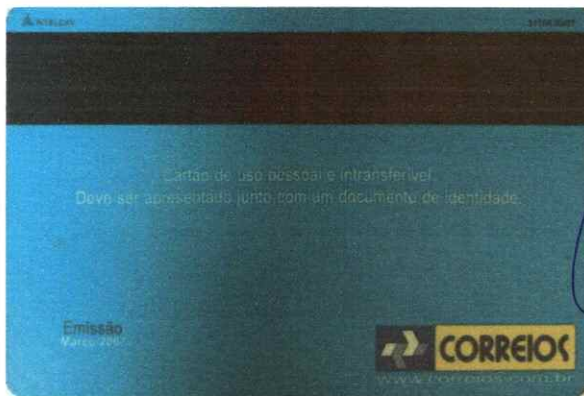 Cartão de uso pessoal e intransferível.
Deve ser apresentado junto com um documento de identidade.
Emissão
Março
CORREIOS
www.correios.com.br